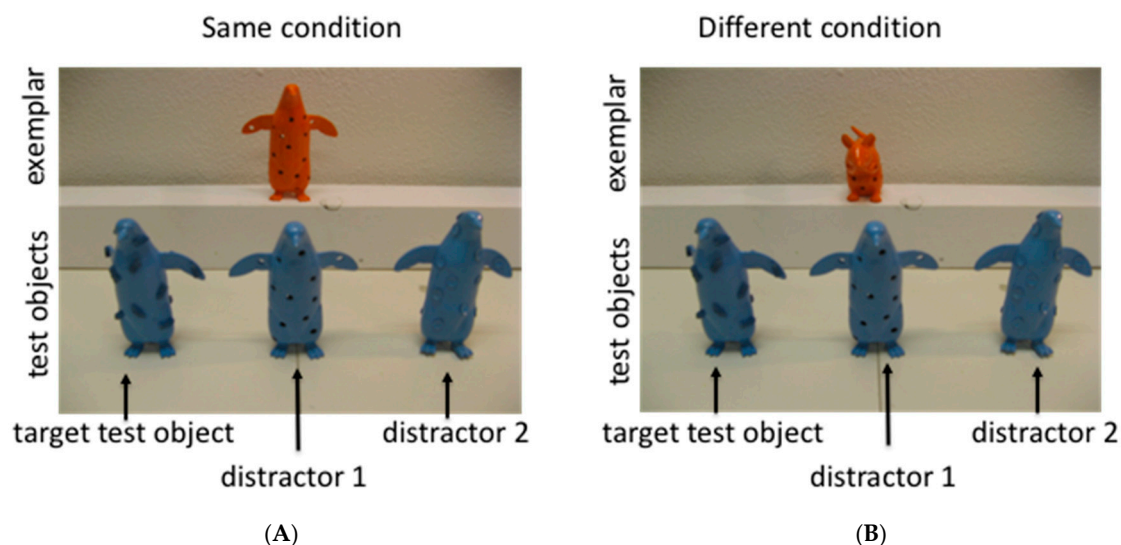 Same condition
Different condition
exemplar
test objects
exemplar
test objects
target test object
distractor 2
distractor 1
target test object
distractor 2
distractor 1
(A)
(B)